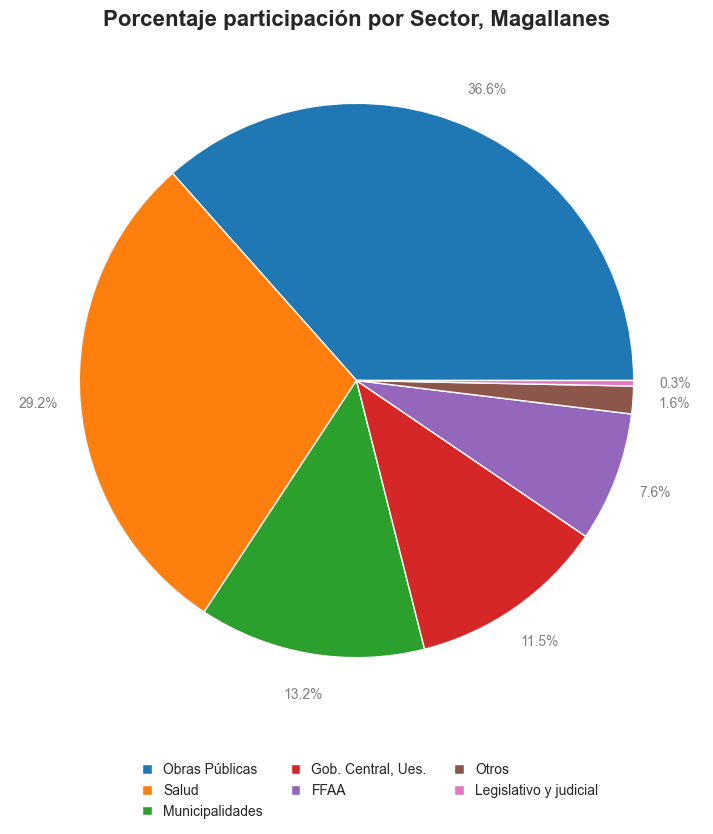 Porcentaje participación por Sector, Magallanes
36.6%
29.2%
0.3%
1.6%
7.6%
11.5%
13.2%
Obras Públicas
Salud
Municipalidades
Gob. Central, Ues.
FFAA
Otros
Legislativo y judicial